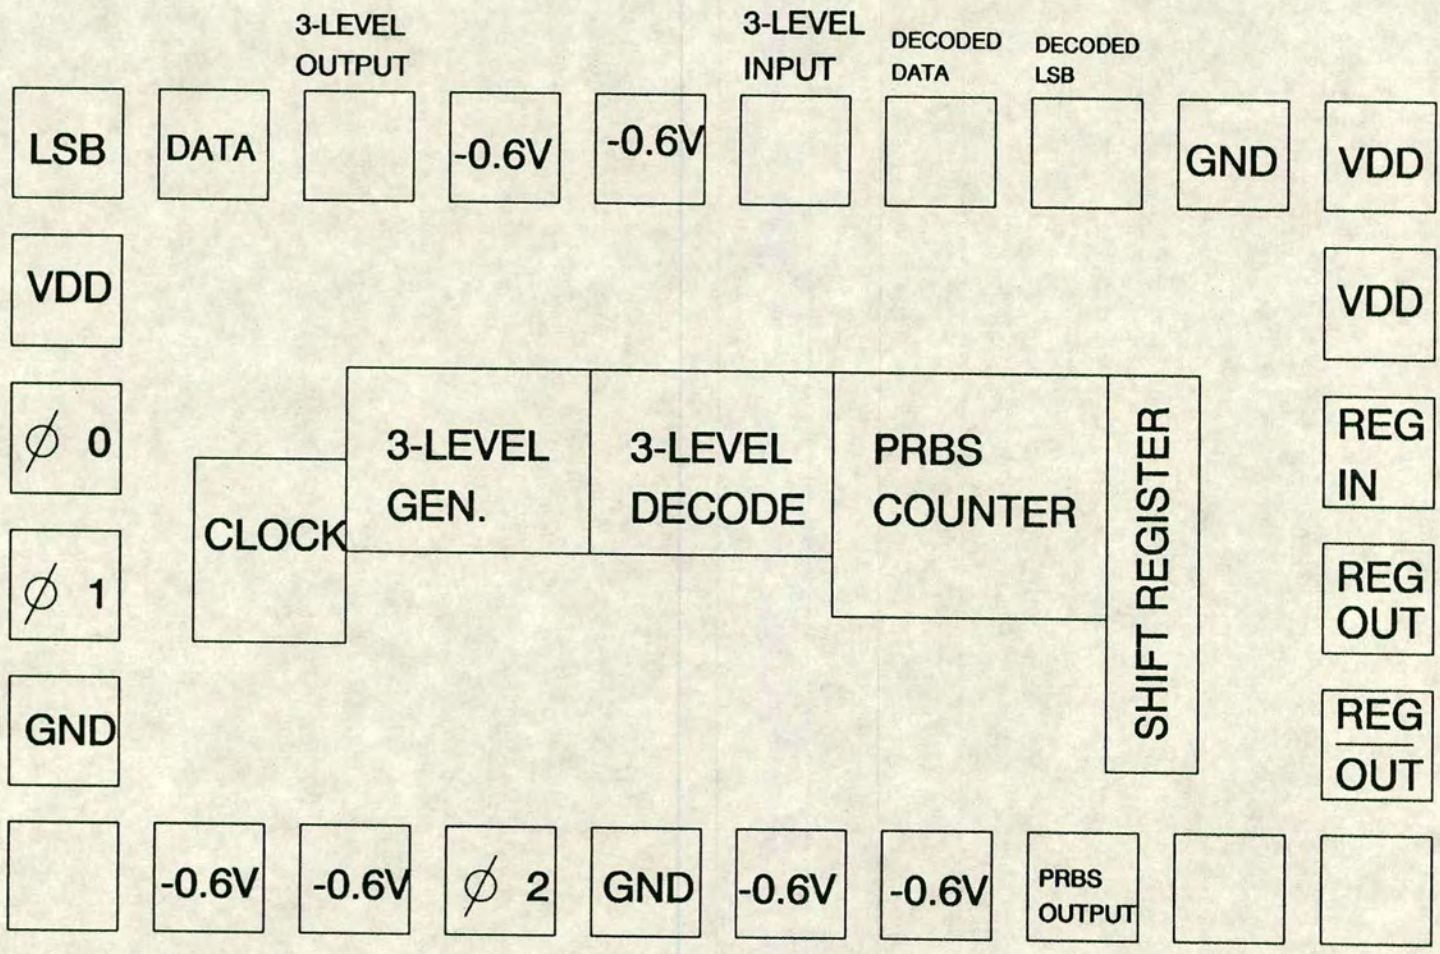 3-LEVEL
OUTPUT
3-LEVEL
INPUT
DECODED
DATA
DECODED
LSB
LSB
DATA
-0.6V
-0.6V
GND
VDD
VDD
VDD
ϕ 0
3-LEVEL
GEN.
3-LEVEL
DECODE
PRBS
COUNTER
SHIFT REGISTER
REG
IN
CLOCK
ϕ 1
REG
OUT
GND
REG
OUT
-0.6V
-0.6V
ϕ 2
GND
-0.6V
-0.6V
PRBS
OUTPUT